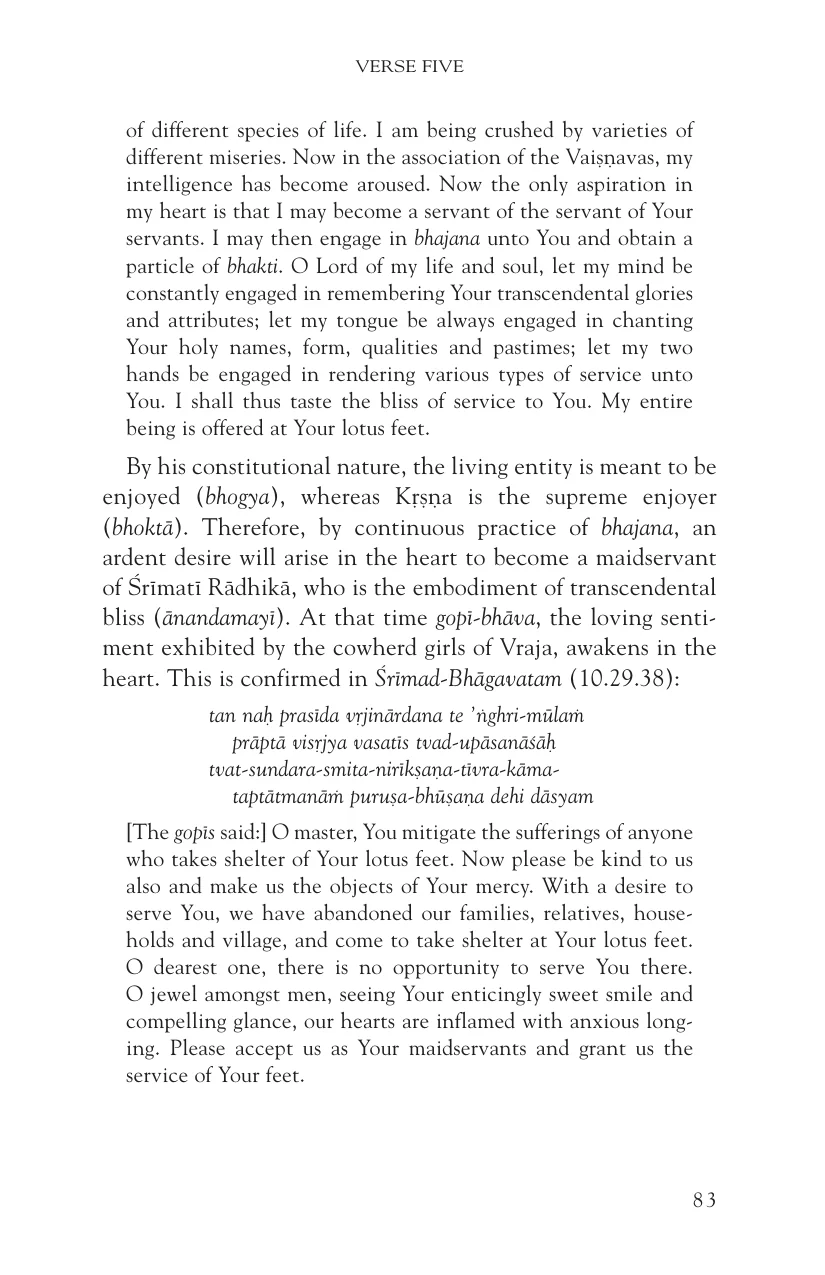 VERSE FIVE
of different species of life. I am being crushed by varieties of
different miseries. Now in the association of the Vaiṣṇavas, my
intelligence has become aroused. Now the only aspiration in
my heart is that I may become a servant of the servant of Your
servants. I may then engage in bhajana unto You and obtain a
particle of bhakti. O Lord of my life and soul, let my mind be
constantly engaged in remembering Your transcendental glories
and attributes; let my tongue be always engaged in chanting
Your holy names, form, qualities and pastimes; let my two
hands be engaged in rendering various types of service unto
You. I shall thus taste the bliss of service to You. My entire
being is offered at Your lotus feet.
By his constitutional nature, the living entity is meant to be
enjoyed (bhogya), whereas Kṛṣṇa is the supreme enjoyer
(bhoktā). Therefore, by continuous practice of bhajana, an
ardent desire will arise in the heart to become a maidservant
of Śrīmatī Rādhikā, who is the embodiment of transcendental
bliss (ānandamayī). At that time gopī-bhāva, the loving senti-
ment exhibited by the cowherd girls of Vraja, awakens in the
heart. This is confirmed in Śrīmad-Bhāgavatam (10.29.38):
tan naḥ prasīda vṛjinārdana te ’ṅghri-mūlaṁ
prāptā visṛjya vasatīs tvad-upāsanāśāḥ
tvat-sundara-smita-nirīkṣaṇa-tīvra-kāma-
taptātmanāṁ puruṣa-bhūṣaṇa dehi dāsyam
[The gopīs said:] O master, You mitigate the sufferings of anyone
who takes shelter of Your lotus feet. Now please be kind to us
also and make us the objects of Your mercy. With a desire to
serve You, we have abandoned our families, relatives, house-
holds and village, and come to take shelter at Your lotus feet.
O dearest one, there is no opportunity to serve You there.
O jewel amongst men, seeing Your enticingly sweet smile and
compelling glance, our hearts are inflamed with anxious long-
ing. Please accept us as Your maidservants and grant us the
service of Your feet.
83